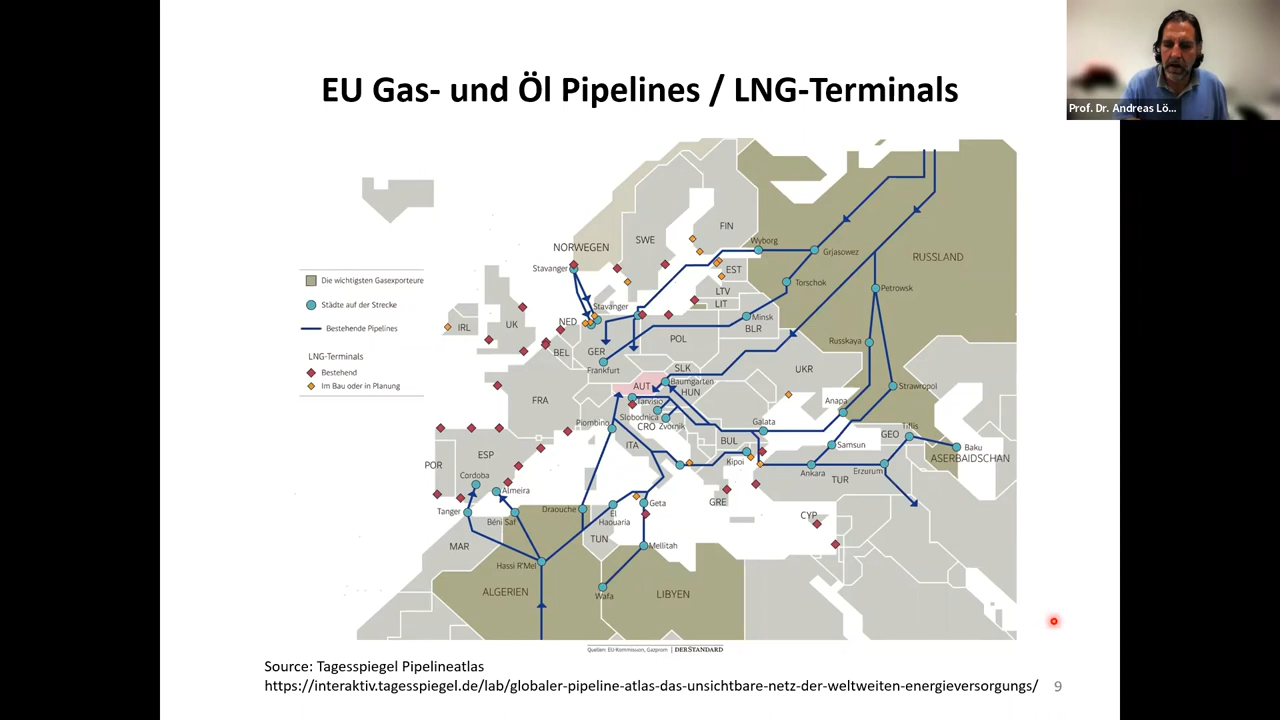 Prof. Dr. Andreas Lö...
EU Gas- und Öl Pipelines / LNG-Terminals
Die wichtigsten Gasexporteure
Städte auf der Strecke
Bestehende Pipelines
LNG-Terminals
Bestehend
Im Bau oder in Planung
NORWEGEN
SWE
FIN
Wyborg
Grjasowez
RUSSLAND
Stavanger
EST
Torschok
Petrowsk
LTV
LIT
Stavanger
IRL
UK
NED
Minsk
BLR
BEL
GER
POL
Russkaya
Frankfurt
SLK
UKR
AUT
Baumgarten
HUN
Strawropol
FRA
Tarvisio
Anapa
Slobodnica
CRO
Zvornik
Piombino
Galata
Tiflis
GEO
Baku
POR
ESP
ITA
BUL
Samsun
ASERBAIDSCHAN
Kipoi
Ankara
Erzurum
TUR
Cordoba
Almeira
GRE
Tanger
Béni Saf
Draouche
El
Haouaria
Geta
CYP
MAR
TUN
Mellitah
Hassi R'Mel
ALGERIEN
Wafa
LIBYEN
Quellen: EU-Kommission, Gazprom | DERSTANDARD
Source: Tagesspiegel Pipelineatlas
https://interaktiv.tagesspiegel.de/lab/globaler-pipeline-atlas-das-unsichtbare-netz-der-weltweiten-energieversorgungs/
9